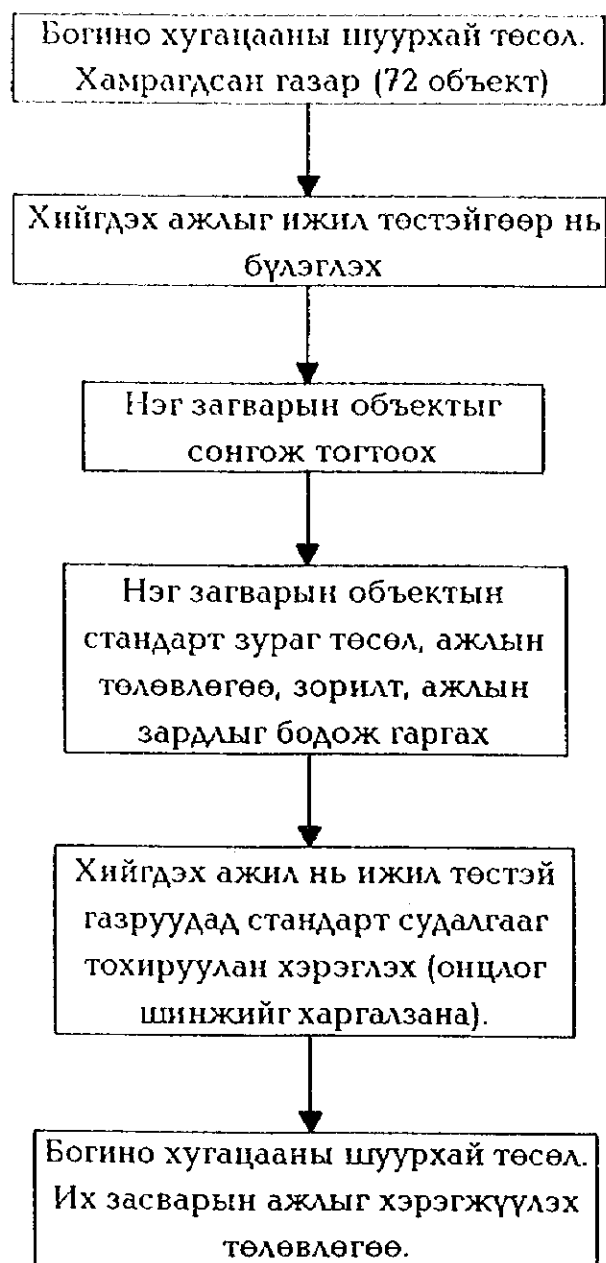 Богино хугацааны шуурхай төсөл.
Хамрагдсан газар (72 объект)
Хийгдэх ажлыг ижил төстэйгөөр нь
бүлэглэх
Нэг загварын объектыг
сонгож тогтоох
Нэг загварын объектын
стандарт зураг төсөл, ажлын
төлөвлөгөө, зорилт, ажлын
зардлыг бодож гаргах
Хийгдэх ажил нь ижил төстэй
газруудад стандарт судалгааг
тохируулан хэрэглэх (онцлог
шинжийг харгалзана).
Богино хугацааны шуурхай төсөл.
Их засварын ажлыг хэрэгжүүлэх
төлөвлөгөө.